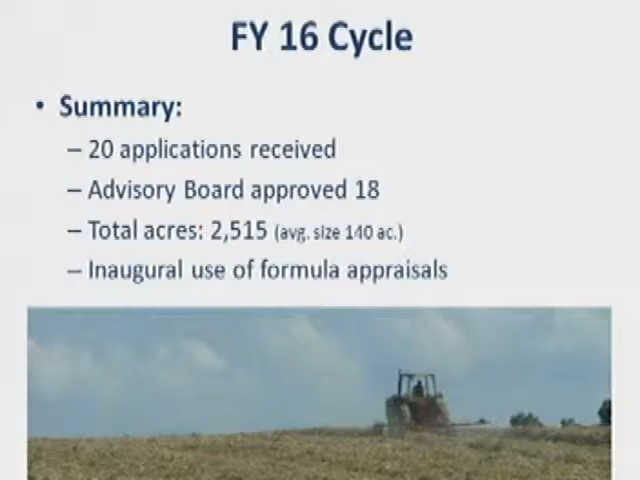 FY 16 Cycle
• Summary:
– 20 applications received
– Advisory Board approved 18
– Total acres: 2,515 (avg. size 140 ac.)
– Inaugural use of formula appraisals